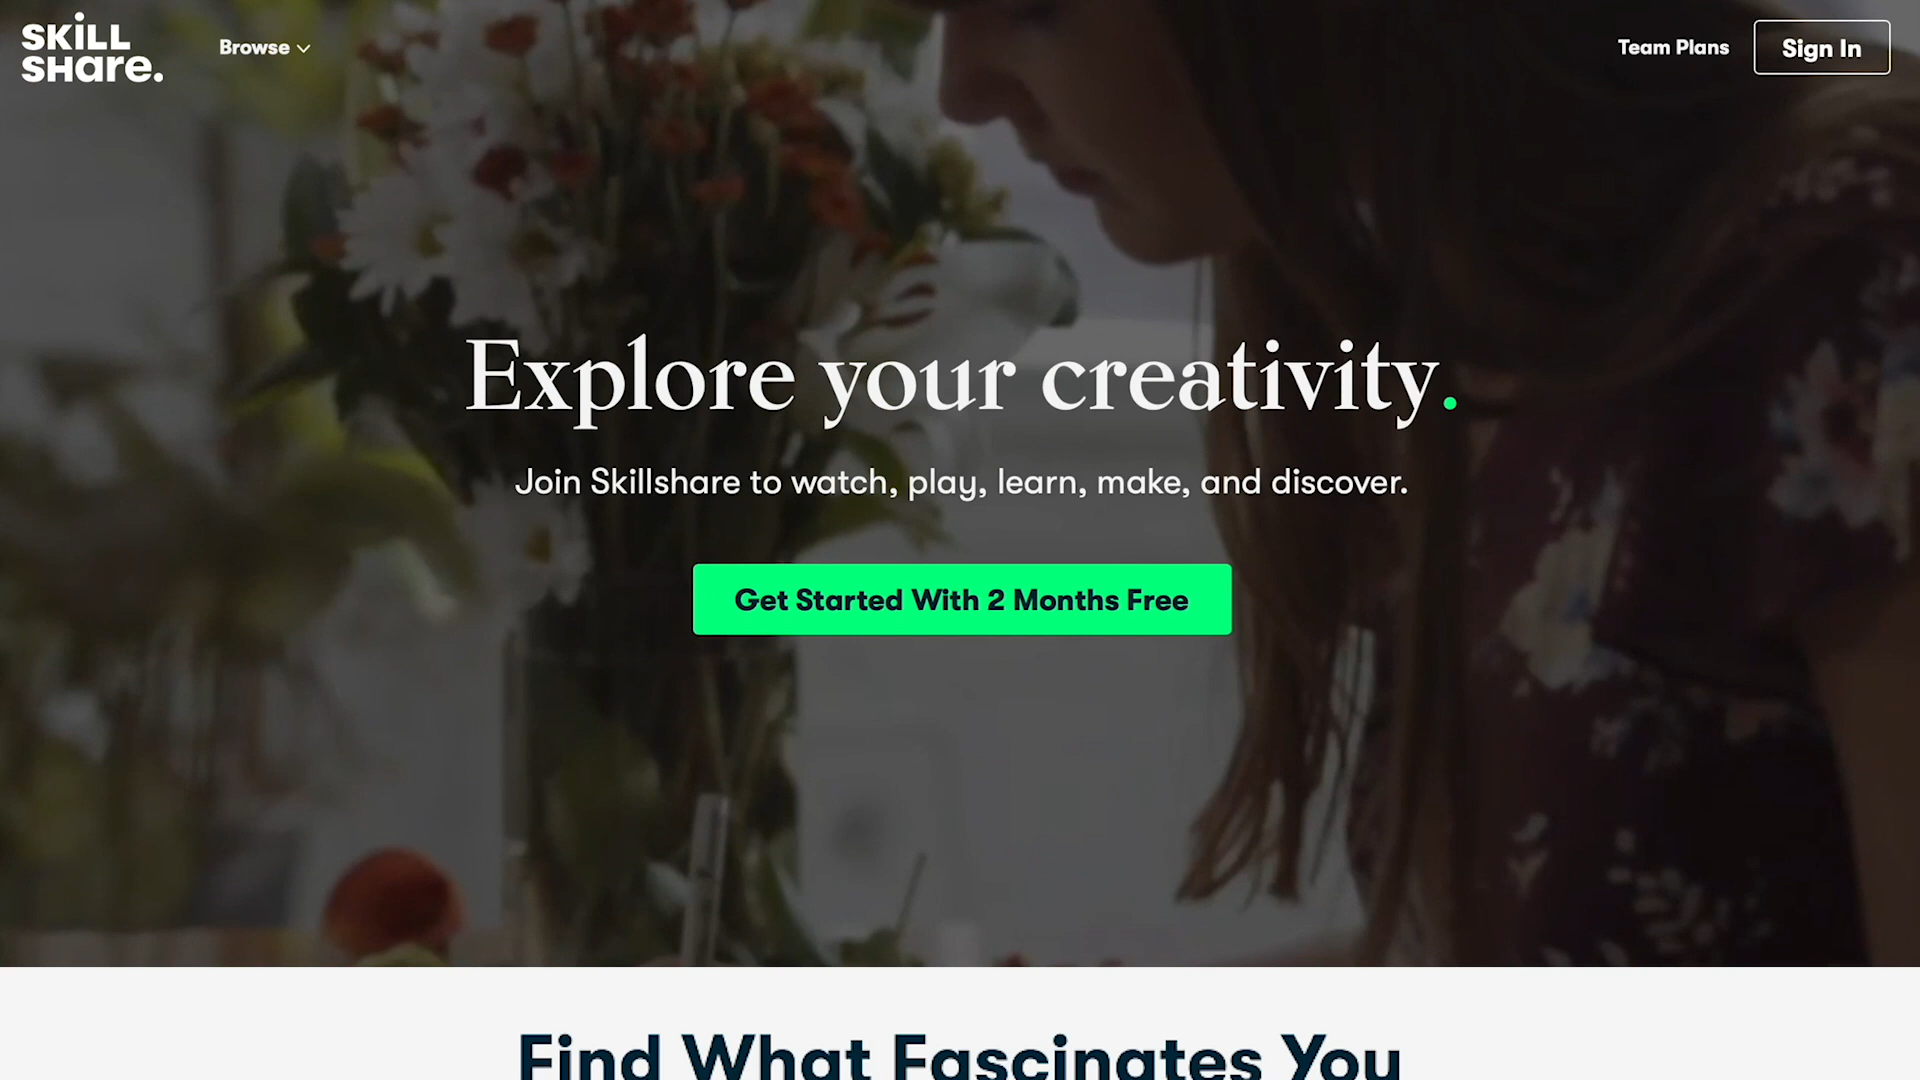 SKiLL
SHare.
Browse
Team Plans
Sign In
Explore your creativity.
Join Skillshare to watch, play, learn, make, and discover.
Get Started With 2 Months Free
Find What Fascinates You